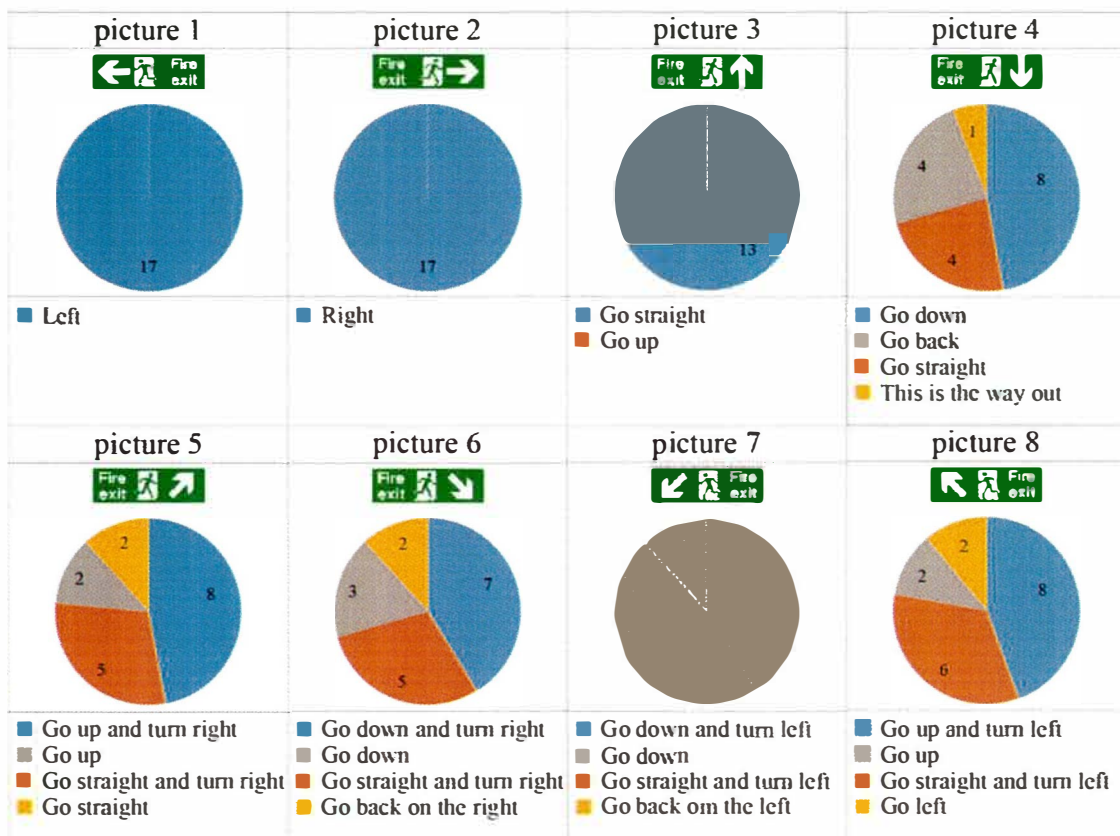 picture 1
picture 2
picture 3
picture 4
Fire
exit
Fire
exit
Fire
exit
Fire
exit
17
17
13
1
4
8
4
Left
Right
Go straight
Go up
Go down
Go back
Go straight
This is the way out
picture 5
picture 6
picture 7
picture 8
Fire
exit
Fire
exit
Fire
exit
Fire
exit
2
2
8
5
2
3
7
5
2
2
8
6
Go up and turn right
Go up
Go straight and turn right
Go straight
Go down and turn right
Go down
Go straight and turn right
Go back on the right
Go down and turn left
Go down
Go straight and turn left
Go back om the left
Go up and turn left
Go up
Go straight and turn left
Go left